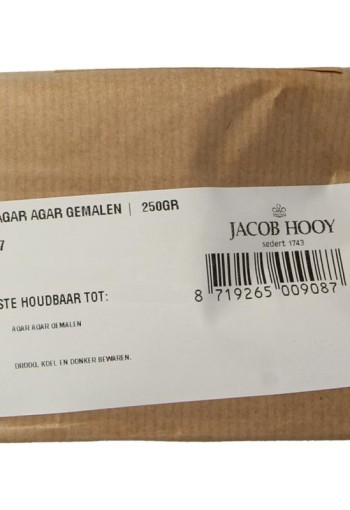 AGAR AGAR GEMALEN | 250GR
7
JACOB HOOY
sedert 1743
STE HOUDBAAR TOT:
8 719265 009087
AGAR AGAR GEMALEN
DROOG, KOEL EN DONKER BEWAREN.